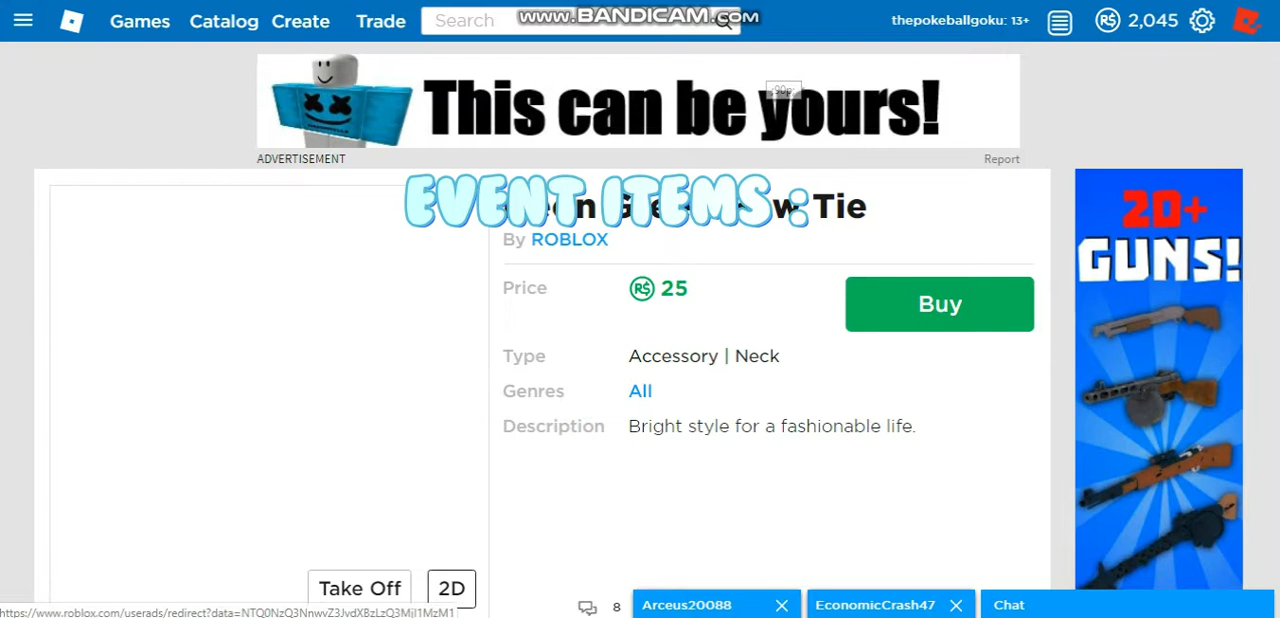 Games Catalog Create Trade Search www.BANDICAM.com thepokeballgoku: 13+ R$ 2,045
This can be yours!
-90p-
ADVERTISEMENT Report
EVENT ITEMS : Tie
By ROBLOX
Price R$ 25 Buy
Type Accessory | Neck
Genres All
Description Bright style for a fashionable life.
Take Off 2D
20+
GUNS!
8 Arceus20088 EconomicCrash47 Chat